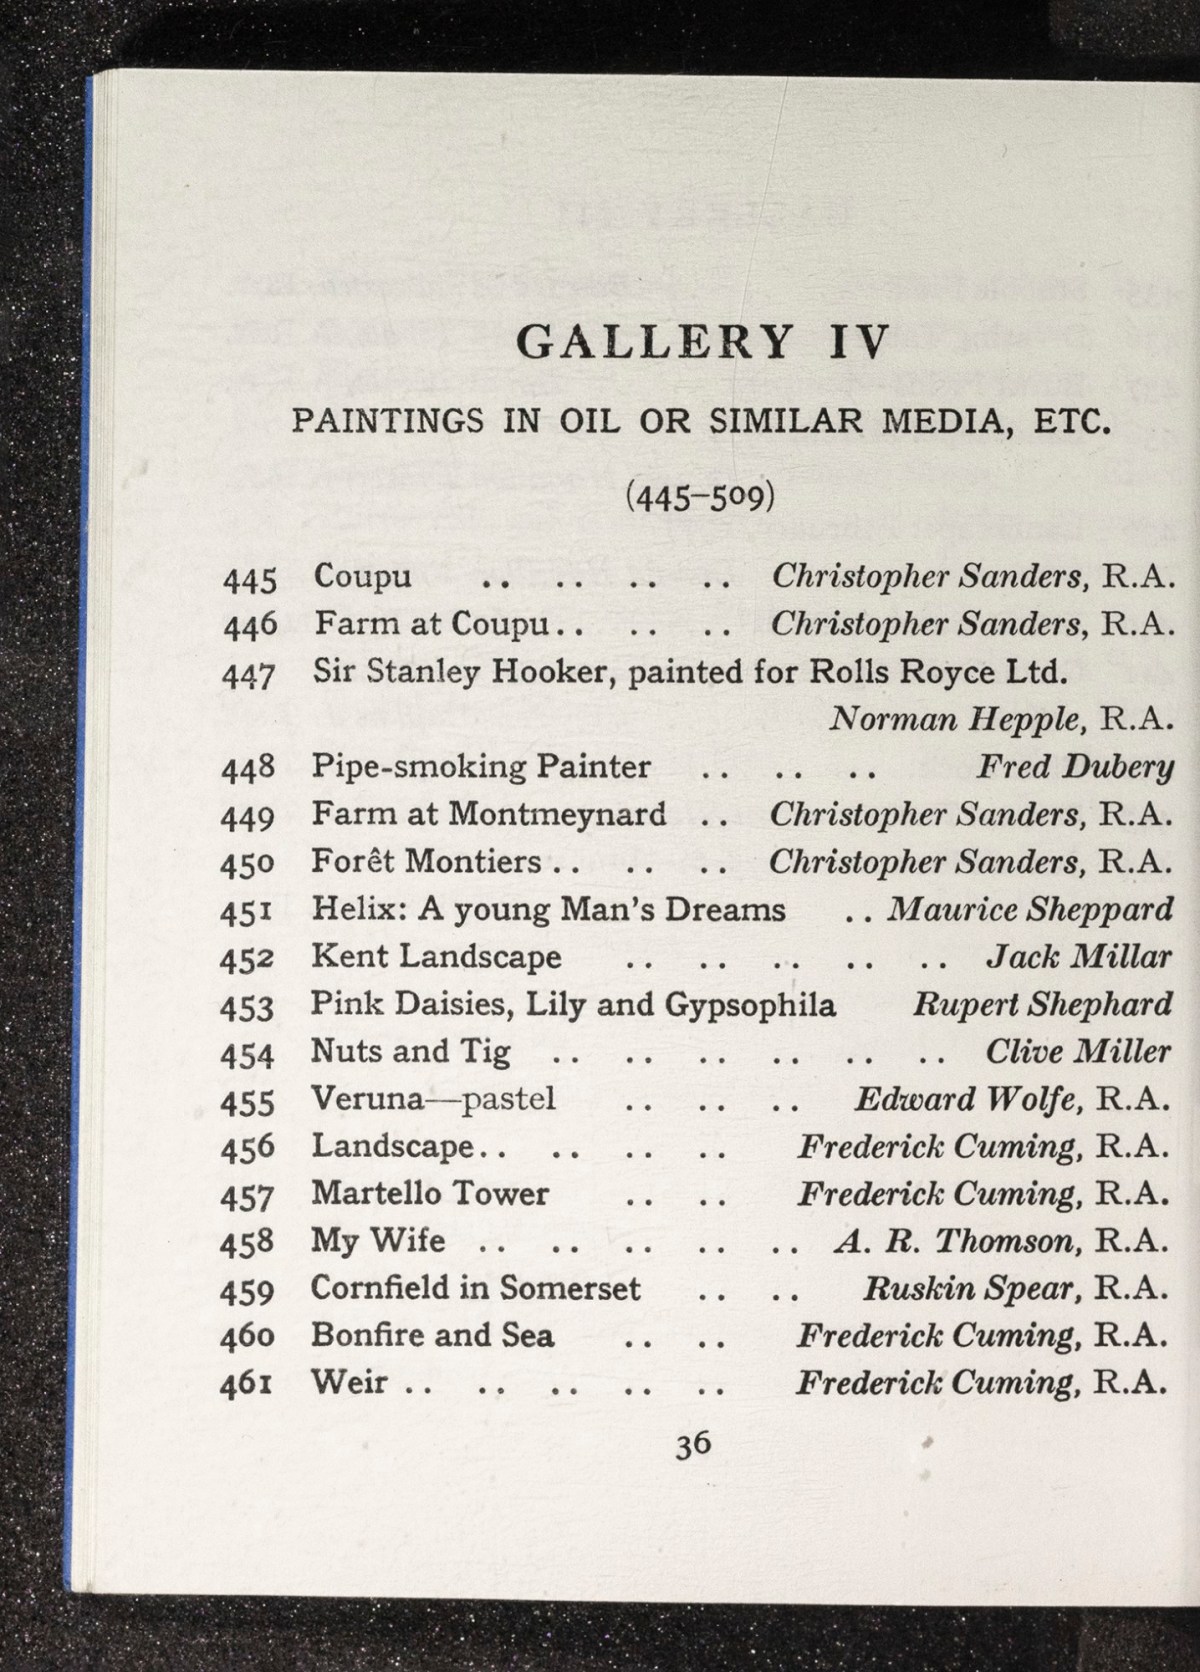 GALLERY IV
PAINTINGS IN OIL OR SIMILAR MEDIA, ETC.
(445–509)
445 Coupu .. .. .. .. Christopher Sanders, R.A.
446 Farm at Coupu .. .. .. Christopher Sanders, R.A.
447 Sir Stanley Hooker, painted for Rolls Royce Ltd.
Norman Hepple, R.A.
448 Pipe-smoking Painter .. .. .. Fred Dubery
449 Farm at Montmeynard .. Christopher Sanders, R.A.
450 Forêt Montiers .. .. .. Christopher Sanders, R.A.
451 Helix: A young Man's Dreams .. Maurice Sheppard
452 Kent Landscape .. .. .. .. .. Jack Millar
453 Pink Daisies, Lily and Gypsophila Rupert Shephard
454 Nuts and Tig .. .. .. .. .. .. Clive Miller
455 Veruna—pastel .. .. .. Edward Wolfe, R.A.
456 Landscape .. .. .. .. Frederick Cuming, R.A.
457 Martello Tower .. .. Frederick Cuming, R.A.
458 My Wife .. .. .. .. .. A. R. Thomson, R.A.
459 Cornfield in Somerset .. .. Ruskin Spear, R.A.
460 Bonfire and Sea .. .. Frederick Cuming, R.A.
461 Weir .. .. .. .. .. Frederick Cuming, R.A.
36